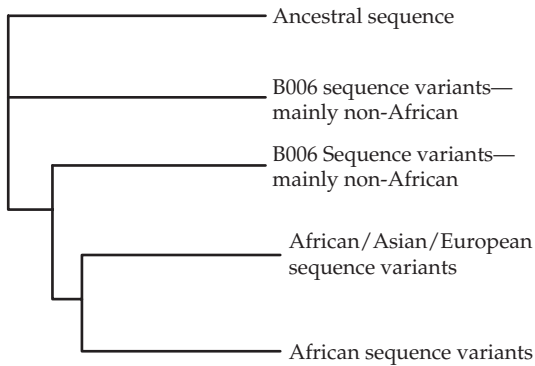 Ancestral sequence
B006 sequence variants—
mainly non-African
B006 Sequence variants—
mainly non-African
African/Asian/European
sequence variants
African sequence variants